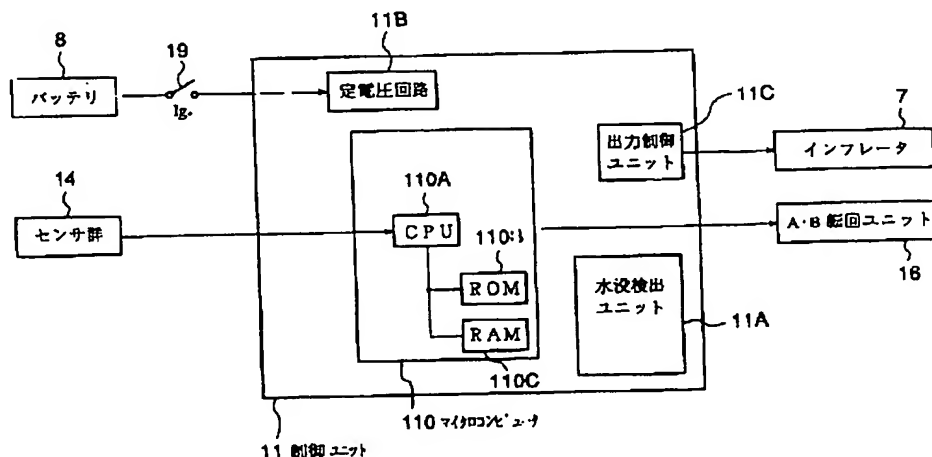 8
19
11B
バッテリ
Ig.
定電圧回路
11C
7
出力制御
ユニット
インフレータ
14
110A
センサ群
CPU
A・B転回ユニット
16
ROM
水没検出
ユニット
RAM
11A
110C
110 マイクロコンピュータ
11 制御ユニット